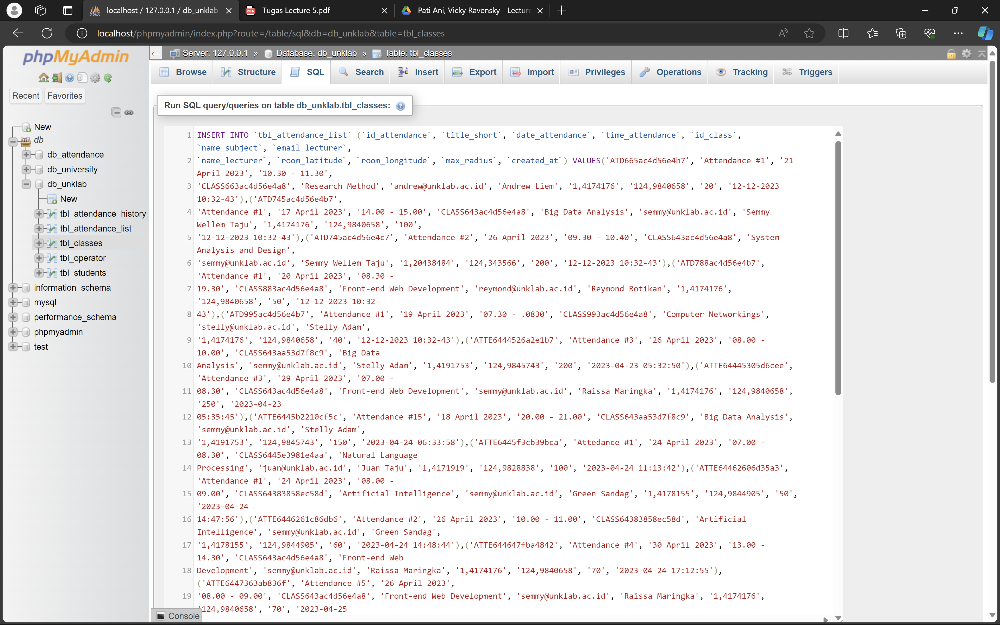 localhost / 127.0.0.1 / db_unklab
Tugas Lecture 5.pdf
Pati Ani, Vicky Ravensky - Lectur
localhost/phpmyadmin/index.php?route=/table/sql&db=db_unklab&table=tbl_classes
phpMyAdmin
Server: 127.0.0.1 » Database: db_unklab » Table: tbl_classes
Browse Structure SQL Search Insert Export Import Privileges Operations Tracking Triggers
Recent Favorites
New
db
db_attendance
db_university
db_unklab
New
tbl_attendance_history
tbl_attendance_list
tbl_classes
tbl_operator
tbl_students
information_schema
mysql
performance_schema
phpmyadmin
test
Run SQL query/queries on table db_unklab.tbl_classes:
1 INSERT INTO `tbl_attendance_list` (`id_attendance`, `title_short`, `date_attendance`, `time_attendance`, `id_class`,
`name_subject`, `email_lecturer`,
2 `name_lecturer`, `room_latitude`, `room_longitude`, `max_radius`, `created_at`) VALUES('ATD665ac4d56e4b7', 'Attendance #1', '21
April 2023', '10.30 - 11.30',
3 'CLASS663ac4d56e4a8', 'Research Method', 'andrew@unklab.ac.id', 'Andrew Liem', '1,4174176', '124,9840658', '20', '12-12-2023
10:32-43'),('ATD745ac4d56e4b7',
4 'Attendance #1', '17 April 2023', '14.00 - 15.00', 'CLASS643ac4d56e4a8', 'Big Data Analysis', 'semmy@unklab.ac.id', 'Semmy
Wellem Taju', '1,4174176', '124,9840658', '100',
5 '12-12-2023 10:32-43'),('ATD745ac4d56e4c7', 'Attendance #2', '26 April 2023', '09.30 - 10.40', 'CLASS643ac4d56e4a8', 'System
Analysis and Design',
6 'semmy@unklab.ac.id', 'Semmy Wellem Taju', '1,20438484', '124,343566', '200', '12-12-2023 10:32-43'),('ATD788ac4d56e4b7',
'Attendance #1', '20 April 2023', '08.30 -
7 19.30', 'CLASS883ac4d56e4a8', 'Front-end Web Development', 'reymond@unklab.ac.id', 'Reymond Rotikan', '1,4174176',
'124,9840658', '50', '12-12-2023 10:32-
8 43'),('ATD995ac4d56e4b7', 'Attendance #1', '19 April 2023', '07.30 - .0830', 'CLASS993ac4d56e4a8', 'Computer Networkings',
'stelly@unklab.ac.id', 'Stelly Adam',
9 '1,4174176', '124,9840658', '40', '12-12-2023 10:32-43'),('ATTE6444526a2e1b7', 'Attendance #3', '26 April 2023', '08.00 -
10.00', 'CLASS643aa53d7f8c9', 'Big Data
10 Analysis', 'semmy@unklab.ac.id', 'Stelly Adam', '1,4191753', '124,9845743', '200', '2023-04-23 05:32:50'),('ATTE64445305d6cee',
'Attendance #3', '29 April 2023', '07.00 -
11 08.30', 'CLASS643ac4d56e4a8', 'Front-end Web Development', 'semmy@unklab.ac.id', 'Raissa Maringka', '1,4174176', '124,9840658',
'250', '2023-04-23
12 05:35:45'),('ATTE6445b2210cf5c', 'Attendance #15', '18 April 2023', '20.00 - 21.00', 'CLASS643aa53d7f8c9', 'Big Data Analysis',
'semmy@unklab.ac.id', 'Stelly Adam',
13 '1,4191753', '124,9845743', '150', '2023-04-24 06:33:58'),('ATTE6445f3cb39bca', 'Attedance #1', '24 April 2023', '07.00 -
08.30', 'CLASS6445e3981e4aa', 'Natural Language
14 Processing', 'juan@unklab.ac.id', 'Juan Taju', '1,4171919', '124,9828838', '100', '2023-04-24 11:13:42'),('ATTE64462606d35a3',
'Attendance #1', '24 April 2023', '08.00 -
15 09.00', 'CLASS64383858ec58d', 'Artificial Intelligence', 'semmy@unklab.ac.id', 'Green Sandag', '1,4178155', '124,9844905', '50',
'2023-04-24
16 14:47:56'),('ATTE6446261c86db6', 'Attendance #2', '26 April 2023', '10.00 - 11.00', 'CLASS64383858ec58d', 'Artificial
Intelligence', 'semmy@unklab.ac.id', 'Green Sandag',
17 '1,4178155', '124,9844905', '60', '2023-04-24 14:48:44'),('ATTE644647fba4842', 'Attendance #4', '30 April 2023', '13.00 -
14.30', 'CLASS643ac4d56e4a8', 'Front-end Web
18 Development', 'semmy@unklab.ac.id', 'Raissa Maringka', '1,4174176', '124,9840658', '70', '2023-04-24 17:12:55'),
('ATTE6447363ab836f', 'Attendance #5', '26 April 2023',
19 '08.00 - 09.00', 'CLASS643ac4d56e4a8', 'Front-end Web Development', 'semmy@unklab.ac.id', 'Raissa Maringka', '1,4174176',
'124,9840658', '70', '2023-04-25
Console